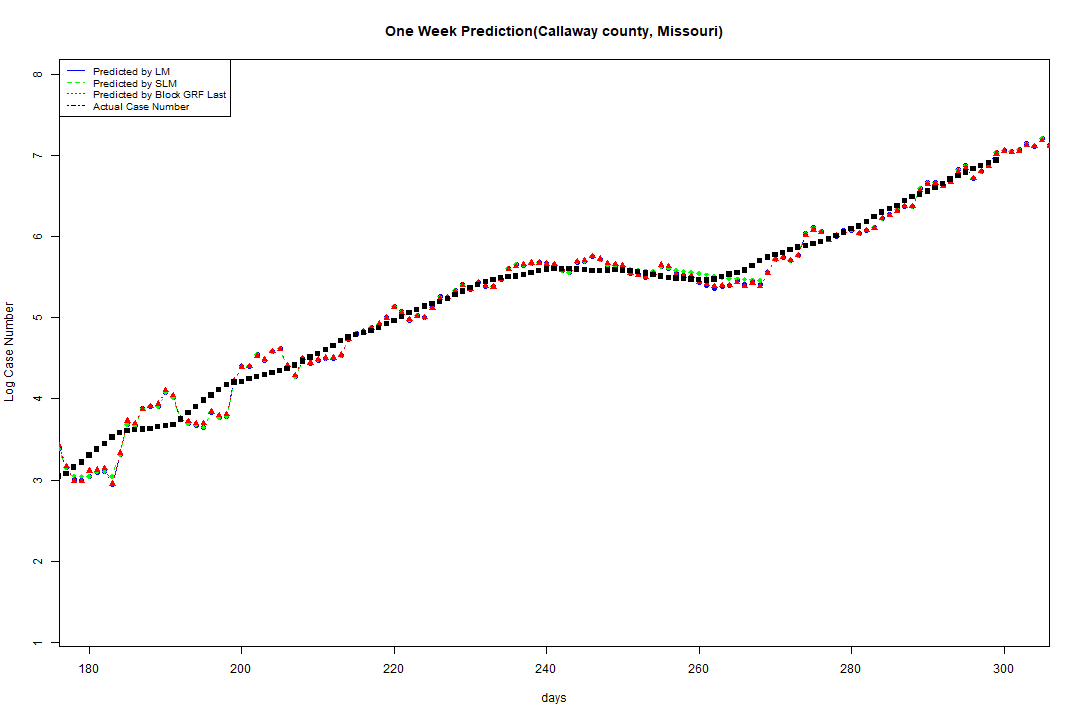 One Week Prediction(Callaway county, Missouri)
Predicted by LM
Predicted by SLM
Predicted by Block GRF Last
Actual Case Number
8
7
6
5
4
3
2
1
Log Case Number
180 200 220 240 260 280 300
days